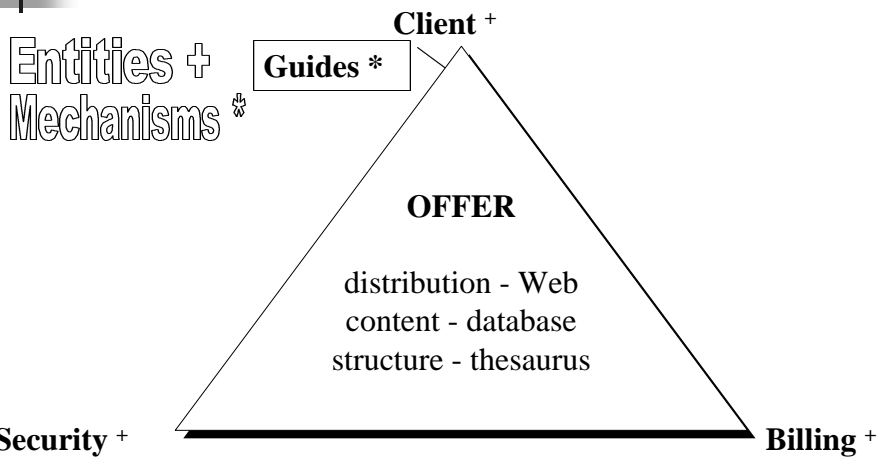 Client +
Entities +
Mechanisms *
Guides *
OFFER
distribution - Web
content - database
structure - thesaurus
Security +
Billing +